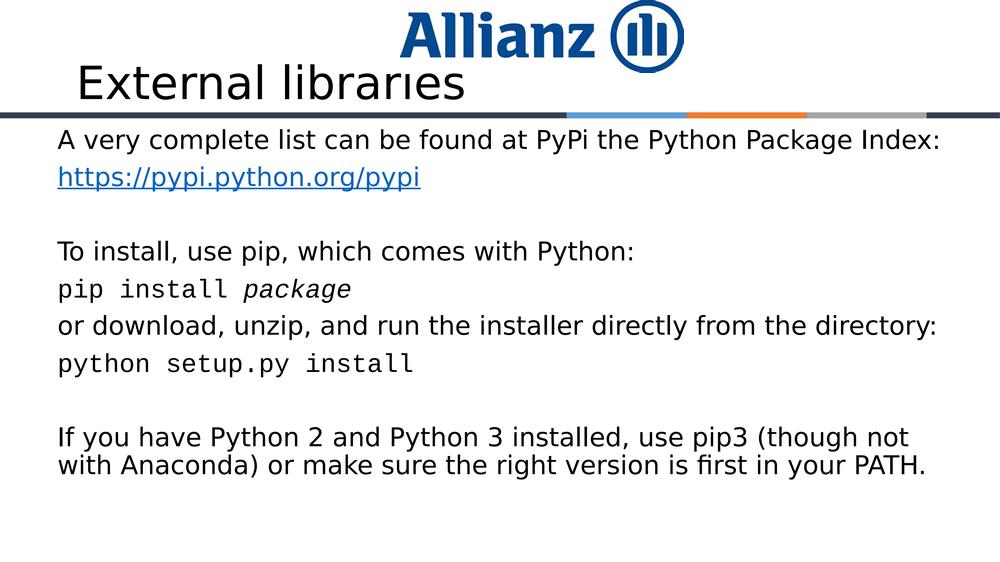 Allianz
External libraries
A very complete list can be found at PyPi the Python Package Index:
https://pypi.python.org/pypi
To install, use pip, which comes with Python:
pip install package
or download, unzip, and run the installer directly from the directory:
python setup.py install
If you have Python 2 and Python 3 installed, use pip3 (though not
with Anaconda) or make sure the right version is first in your PATH.